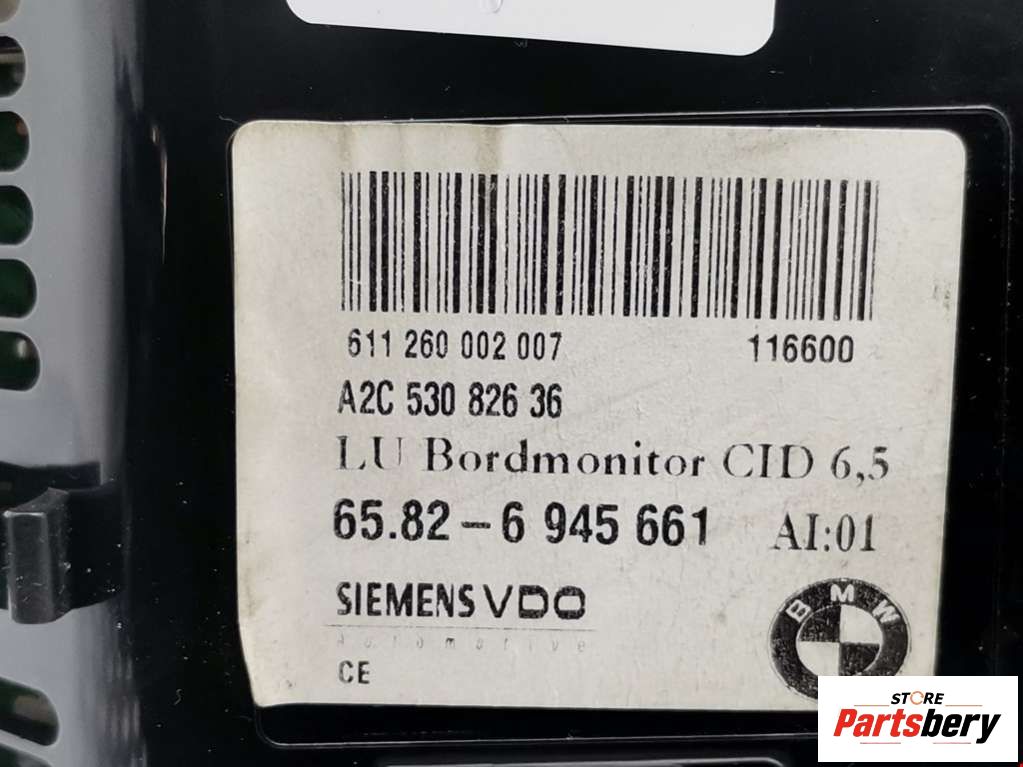 611 260 002 007 116600
A2C 530 826 36
LU Bordmonitor CID 6,5
65.82-6 945 661 AI:01
SIEMENS VDO
Automotive
CE
BMW
STORE
Partsbery